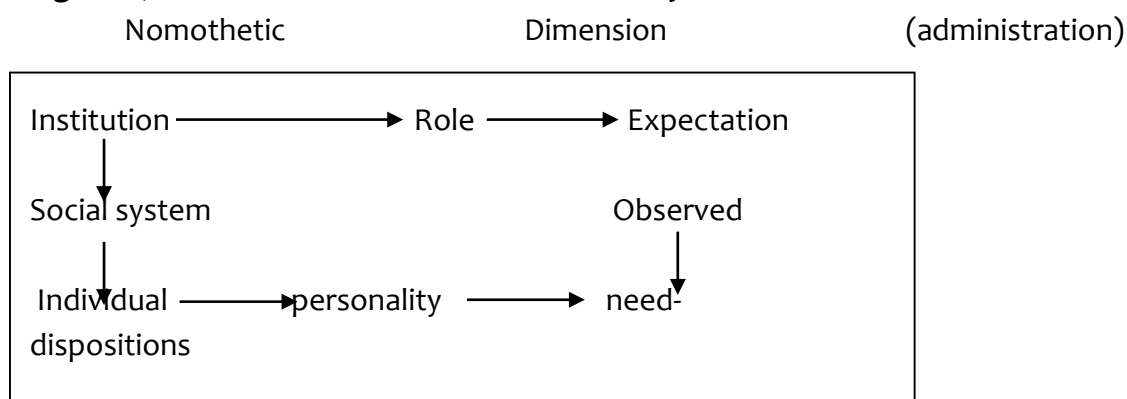 Nomothetic Dimension (administration)
Institution Role Expectation
Social system Observed
Individual personality need-
dispositions